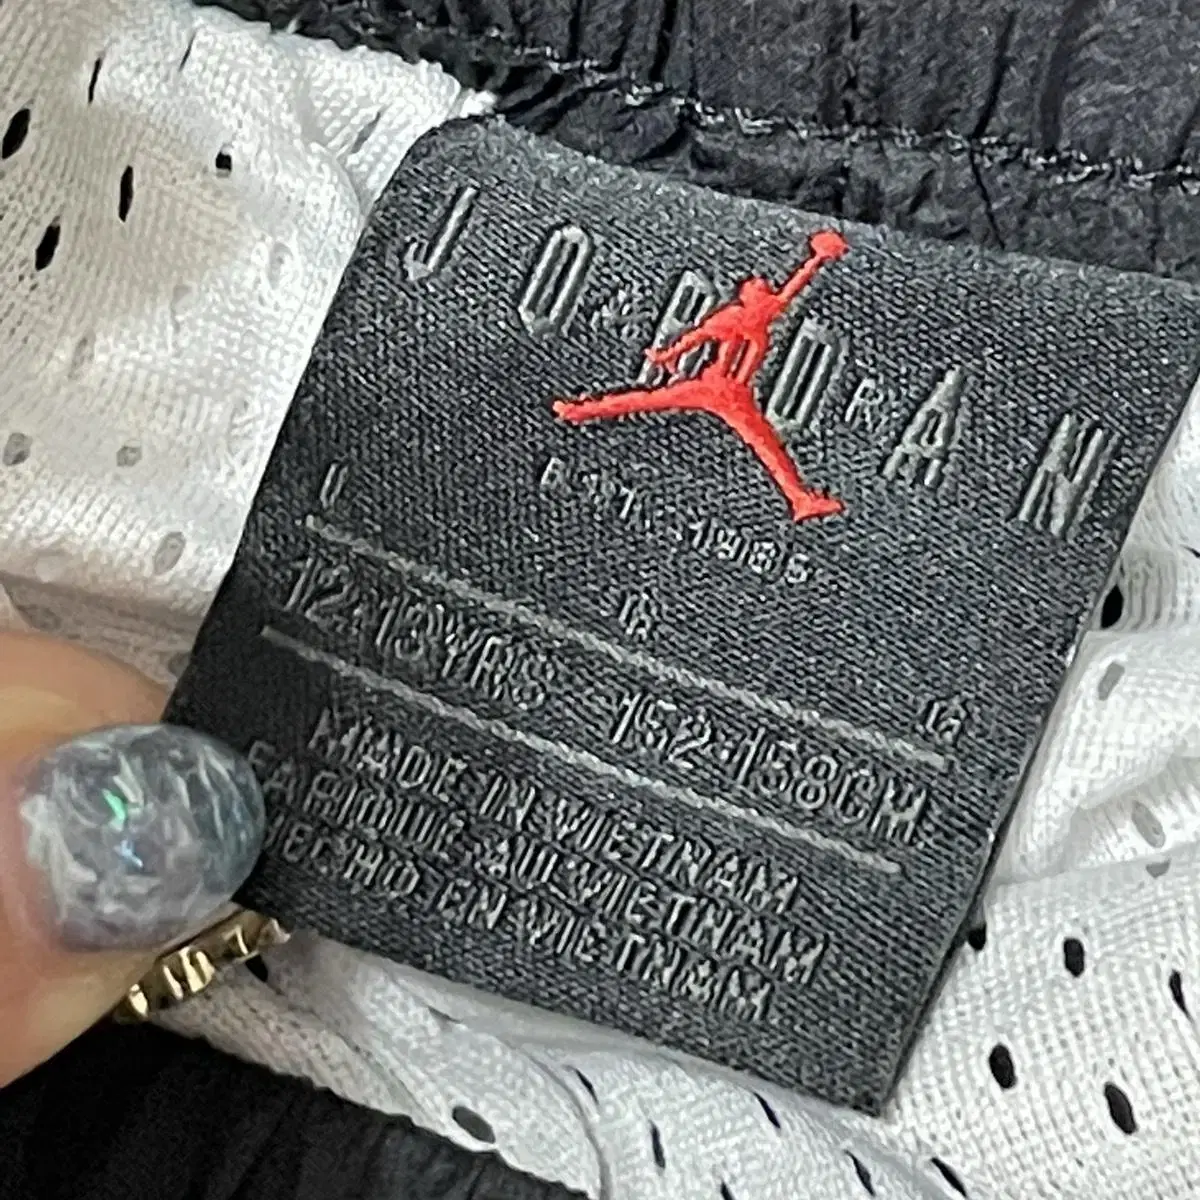 JORDAN
EST. 1985
12-13YRS 152-158CM
MADE IN VIETNAM
FABRIQUE AU VIETNAM
HECHO EN VIETNAM